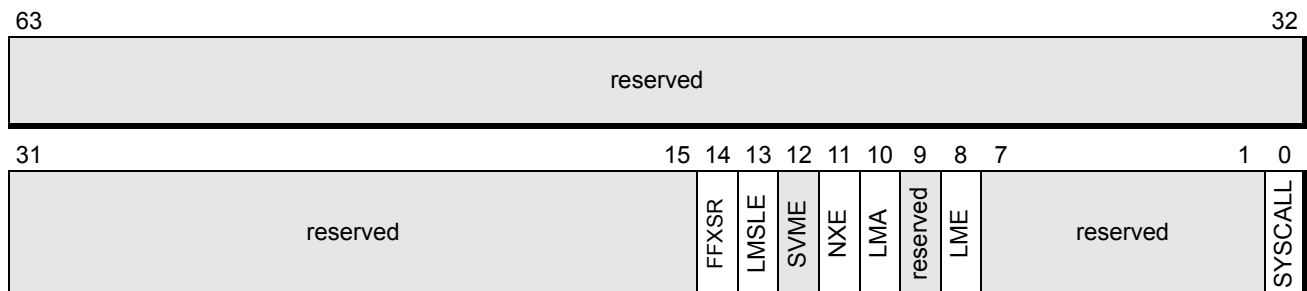 63 32
reserved
31 15 14 13 12 11 10 9 8 7 1 0
reserved FFXSR LMSLE SVME NXE LMA reserved LME reserved SYSCALL